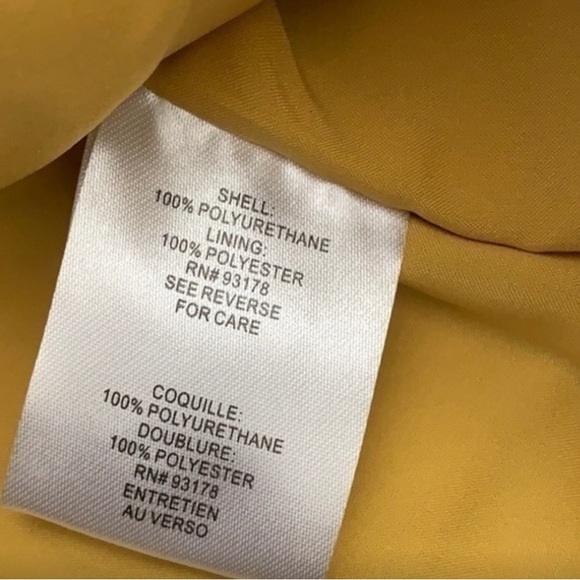 SHELL:
100% POLYURETHANE
LINING:
100% POLYESTER
RN# 93178
SEE REVERSE
FOR CARE
COQUILLE:
100% POLYURETHANE
DOUBLURE:
100% POLYESTER
RN# 93178
ENTRETIEN
AU VERSO